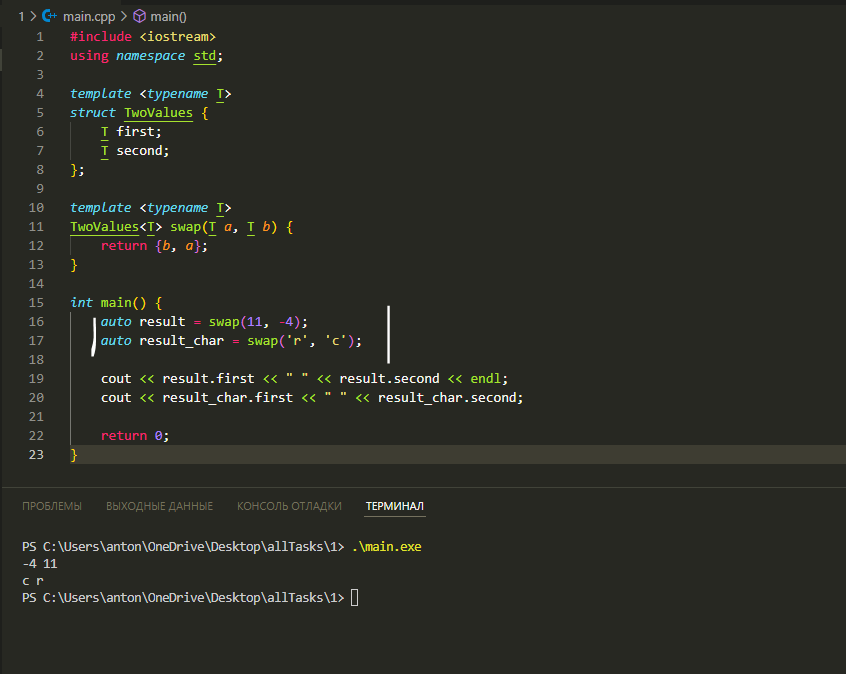 1 > main.cpp > main()
1 #include <iostream>
2 using namespace std;
3
4 template <typename T>
5 struct TwoValues {
6     T first;
7     T second;
8 };
9
10 template <typename T>
11 TwoValues<T> swap(T a, T b) {
12     return {b, a};
13 }
14
15 int main() {
16     auto result = swap(11, -4);
17     auto result_char = swap('r', 'c');
18
19     cout << result.first << " " << result.second << endl;
20     cout << result_char.first << " " << result_char.second;
21
22     return 0;
23 }
ПРОБЛЕМЫ ВЫХОДНЫЕ ДАННЫЕ КОНСОЛЬ ОТЛАДКИ ТЕРМИНАЛ
PS C:\Users\anton\OneDrive\Desktop\allTasks\1> .\main.exe
-4 11
c r
PS C:\Users\anton\OneDrive\Desktop\allTasks\1>